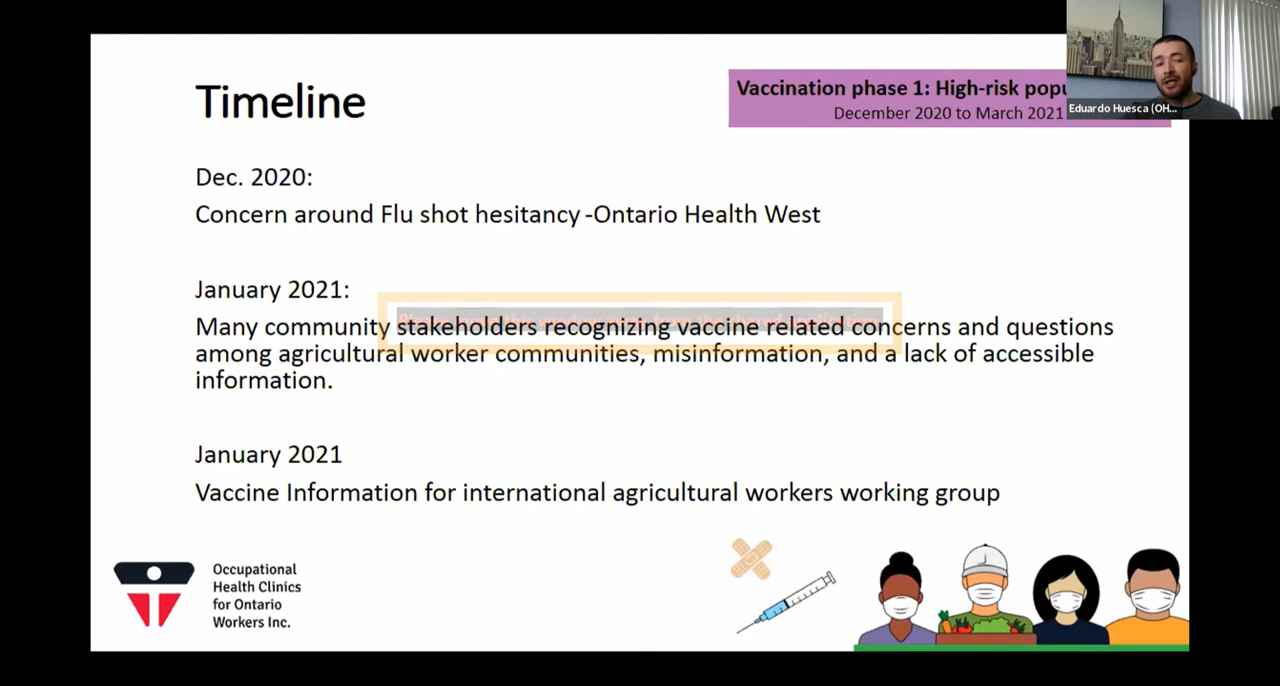 Timeline
Vaccination phase 1: High-risk
December 2020 to March 2021
Eduardo Huesca (OH...
Dec. 2020:
Concern around Flu shot hesitancy -Ontario Health West
January 2021:
Many community stakeholders recognizing vaccine related concerns and questions
among agricultural worker communities, misinformation, and a lack of accessible
information.
January 2021
Vaccine Information for international agricultural workers working group
Occupational
Health Clinics
for Ontario
Workers Inc.